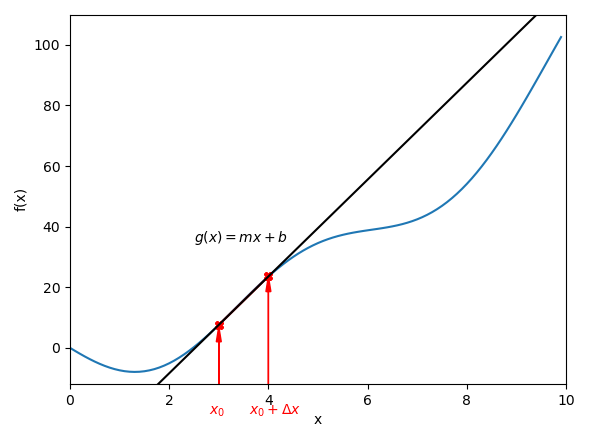 100
80
60
f(x)
40
g(x) = mx + b
20
0
0 2 4 6 8 10
x₀ x₀ + Δx
x